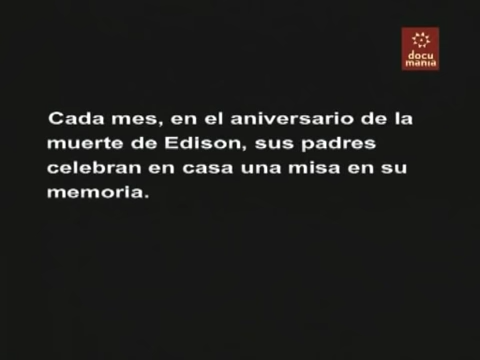 docu
manía
Cada mes, en el aniversario de la
muerte de Edison, sus padres
celebran en casa una misa en su
memoria.